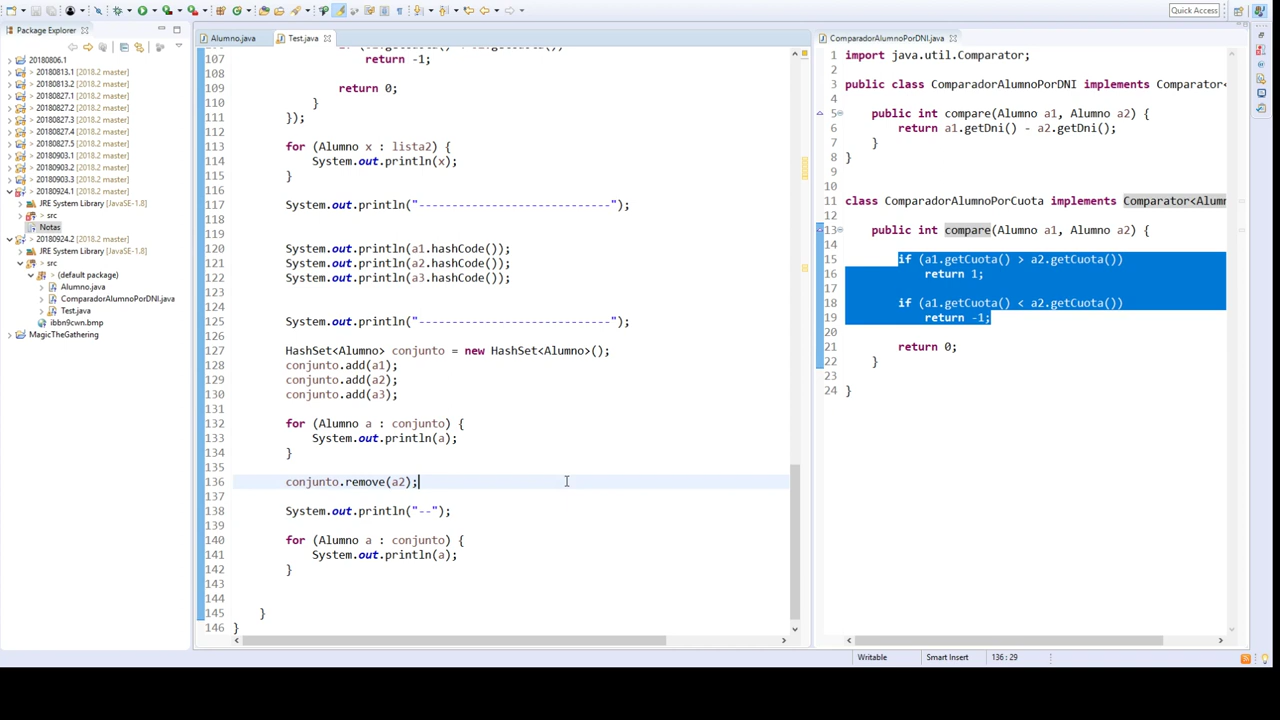 Quick Access
Package Explorer
20180806.1
> 20180813.1 [2018.2 master]
> 20180813.2 [2018.2 master]
> 20180827.1 [2018.2 master]
> 20180827.2 [2018.2 master]
> 20180827.3 [2018.2 master]
> 20180827.4 [2018.2 master]
> 20180827.5 [2018.2 master]
> 20180903.1 [2018.2 master]
> 20180903.2 [2018.2 master]
> 20180903.3 [2018.2 master]
> 20180924.1 [2018.2 master]
JRE System Library [JavaSE-1.8]
> src
Notas
> 20180924.2 [2018.2 master]
JRE System Library [JavaSE-1.8]
> src
> (default package)
Alumno.java
ComparadorAlumnoPorDNI.java
Test.java
ibbn9cwn.bmp
MagicTheGathering
Alumno.java
Test.java
107 return -1;
108
109 return 0;
110 }
111 });
112
113 for (Alumno x : lista2) {
114 System.out.println(x);
115 }
116
117 System.out.println("-----------------------------");
118
119
120 System.out.println(a1.hashCode());
121 System.out.println(a2.hashCode());
122 System.out.println(a3.hashCode());
123
124
125 System.out.println("-----------------------------");
126
127 HashSet<Alumno> conjunto = new HashSet<Alumno>();
128 conjunto.add(a1);
129 conjunto.add(a2);
130 conjunto.add(a3);
131
132 for (Alumno a : conjunto) {
133 System.out.println(a);
134 }
135
136 conjunto.remove(a2);
137
138 System.out.println("--");
139
140 for (Alumno a : conjunto) {
141 System.out.println(a);
142 }
143
144
145 }
146 }
ComparadorAlumnoPorDNI.java
1 import java.util.Comparator;
2
3 public class ComparadorAlumnoPorDNI implements Comparator<
4
5 public int compare(Alumno a1, Alumno a2) {
6 return a1.getDni() - a2.getDni();
7 }
8 }
9
10
11 class ComparadorAlumnoPorCuota implements Comparator<Alumn
12
13 public int compare(Alumno a1, Alumno a2) {
14
15 if (a1.getCuota() > a2.getCuota())
16 return 1;
17
18 if (a1.getCuota() < a2.getCuota())
19 return -1;
20
21 return 0;
22 }
23
24 }
Writable
Smart Insert
136 : 29